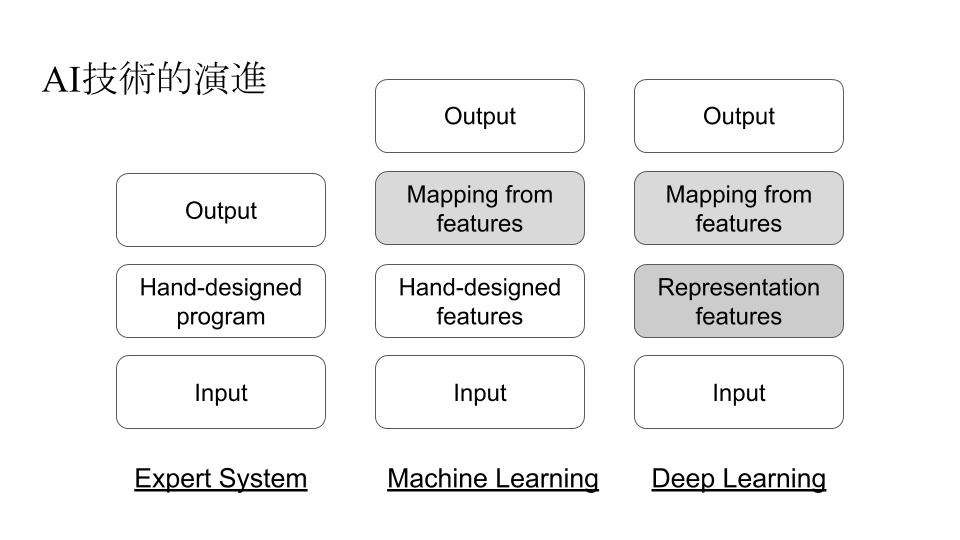 AI技術的演進
Output
Hand-designed
program
Input
Expert System
Output
Mapping from
features
Hand-designed
features
Input
Machine Learning
Output
Mapping from
features
Representation
features
Input
Deep Learning